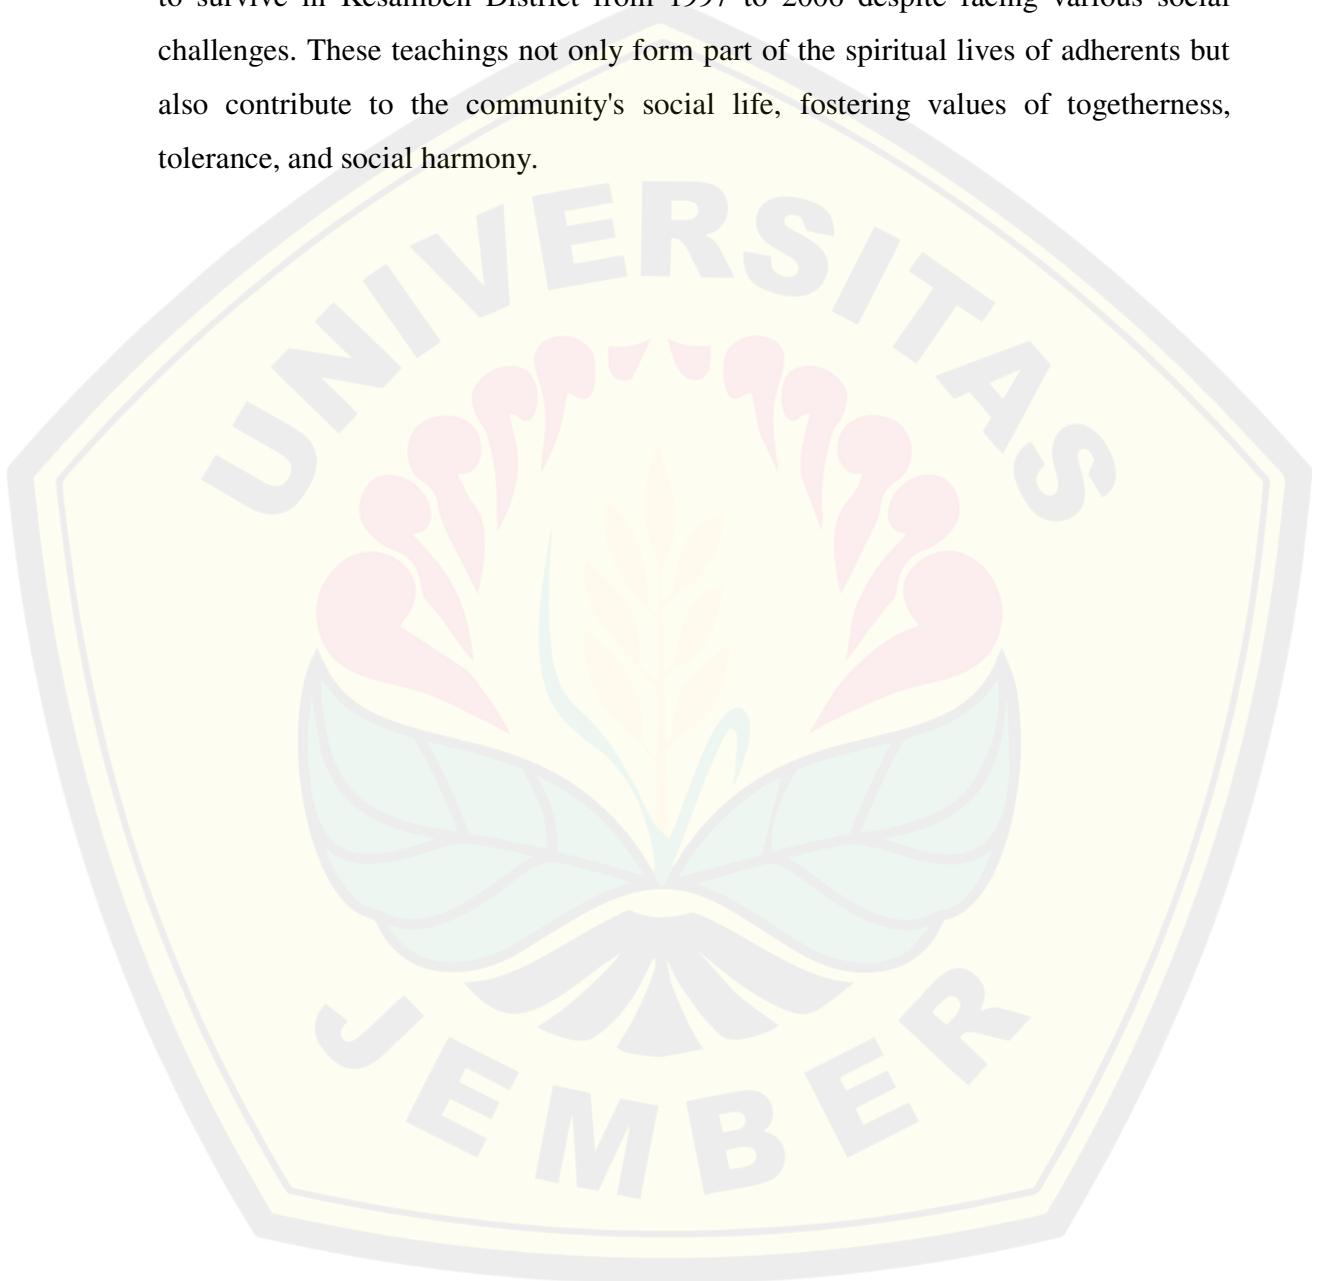 to survive in Kesamben District from 1997 to 2006 despite facing various social
challenges. These teachings not only form part of the spiritual lives of adherents but
also contribute to the community's social life, fostering values of togetherness,
tolerance, and social harmony.
UNIVERSITAS
JEMBER